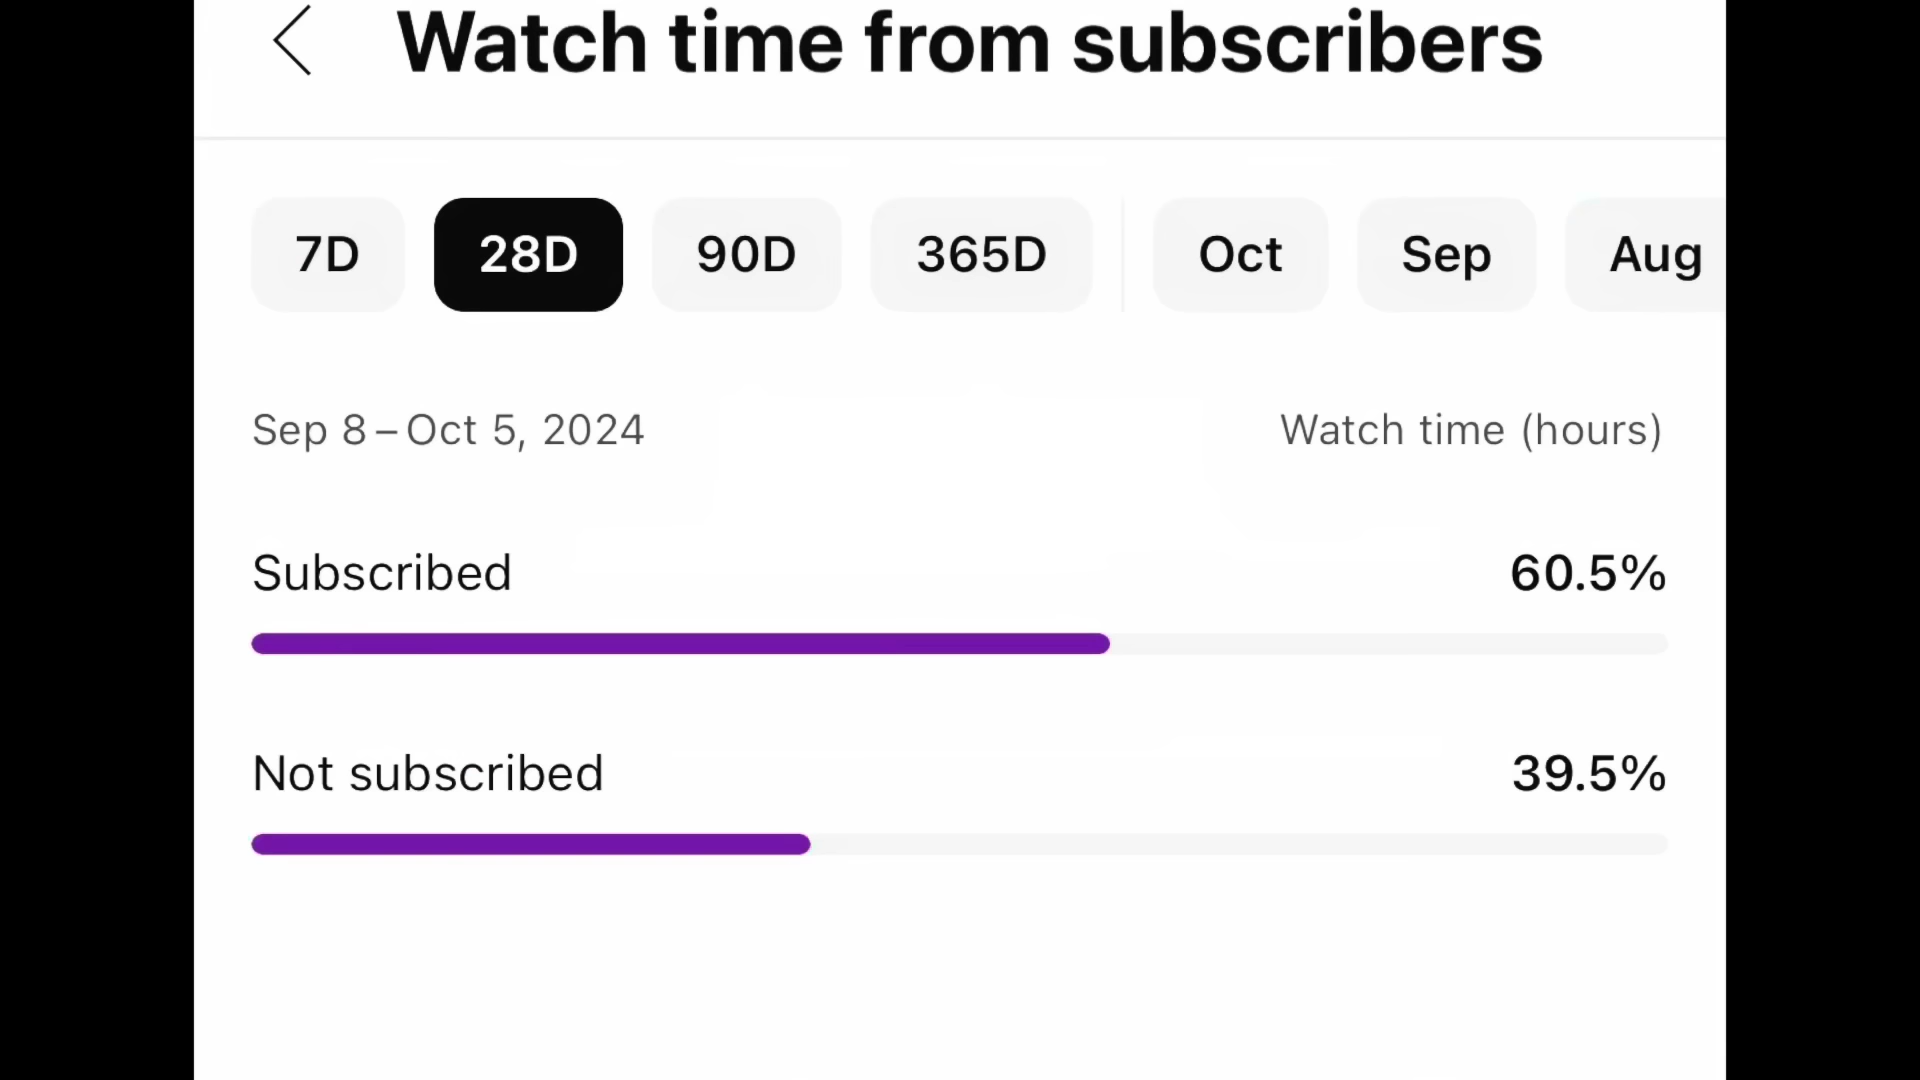 Watch time from subscribers
7D 28D 90D 365D Oct Sep Aug
Sep 8 – Oct 5, 2024 Watch time (hours)
Subscribed 60.5%
Not subscribed 39.5%